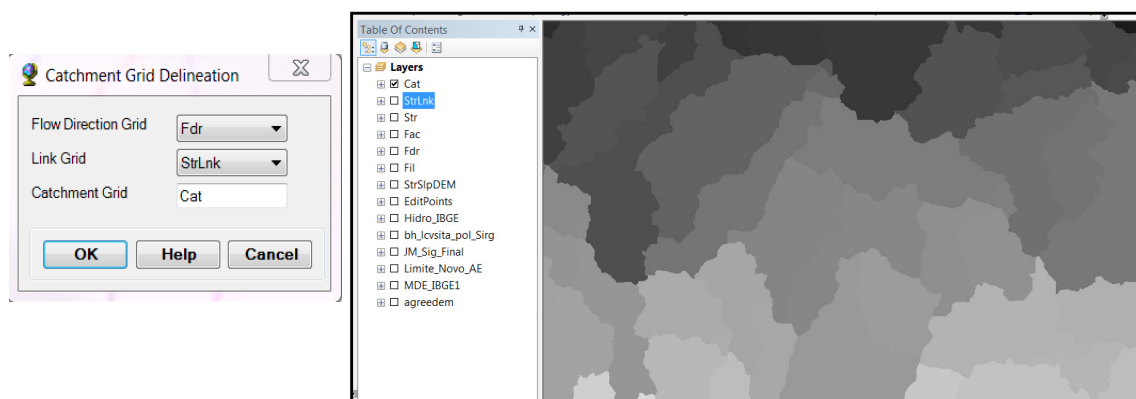 Catchment Grid Delineation
Flow Direction Grid Fdr
Link Grid StrLnk
Catchment Grid Cat
OK Help Cancel
Table Of Contents
Layers
Cat
StrLnk
Str
Fac
Fdr
Fil
StrSlpDEM
EditPoints
Hidro_IBGE
bh_lcvsita_pol_Sirg
JM_Sig_Final
Limite_Novo_AE
MDE_IBGE1
agreedem